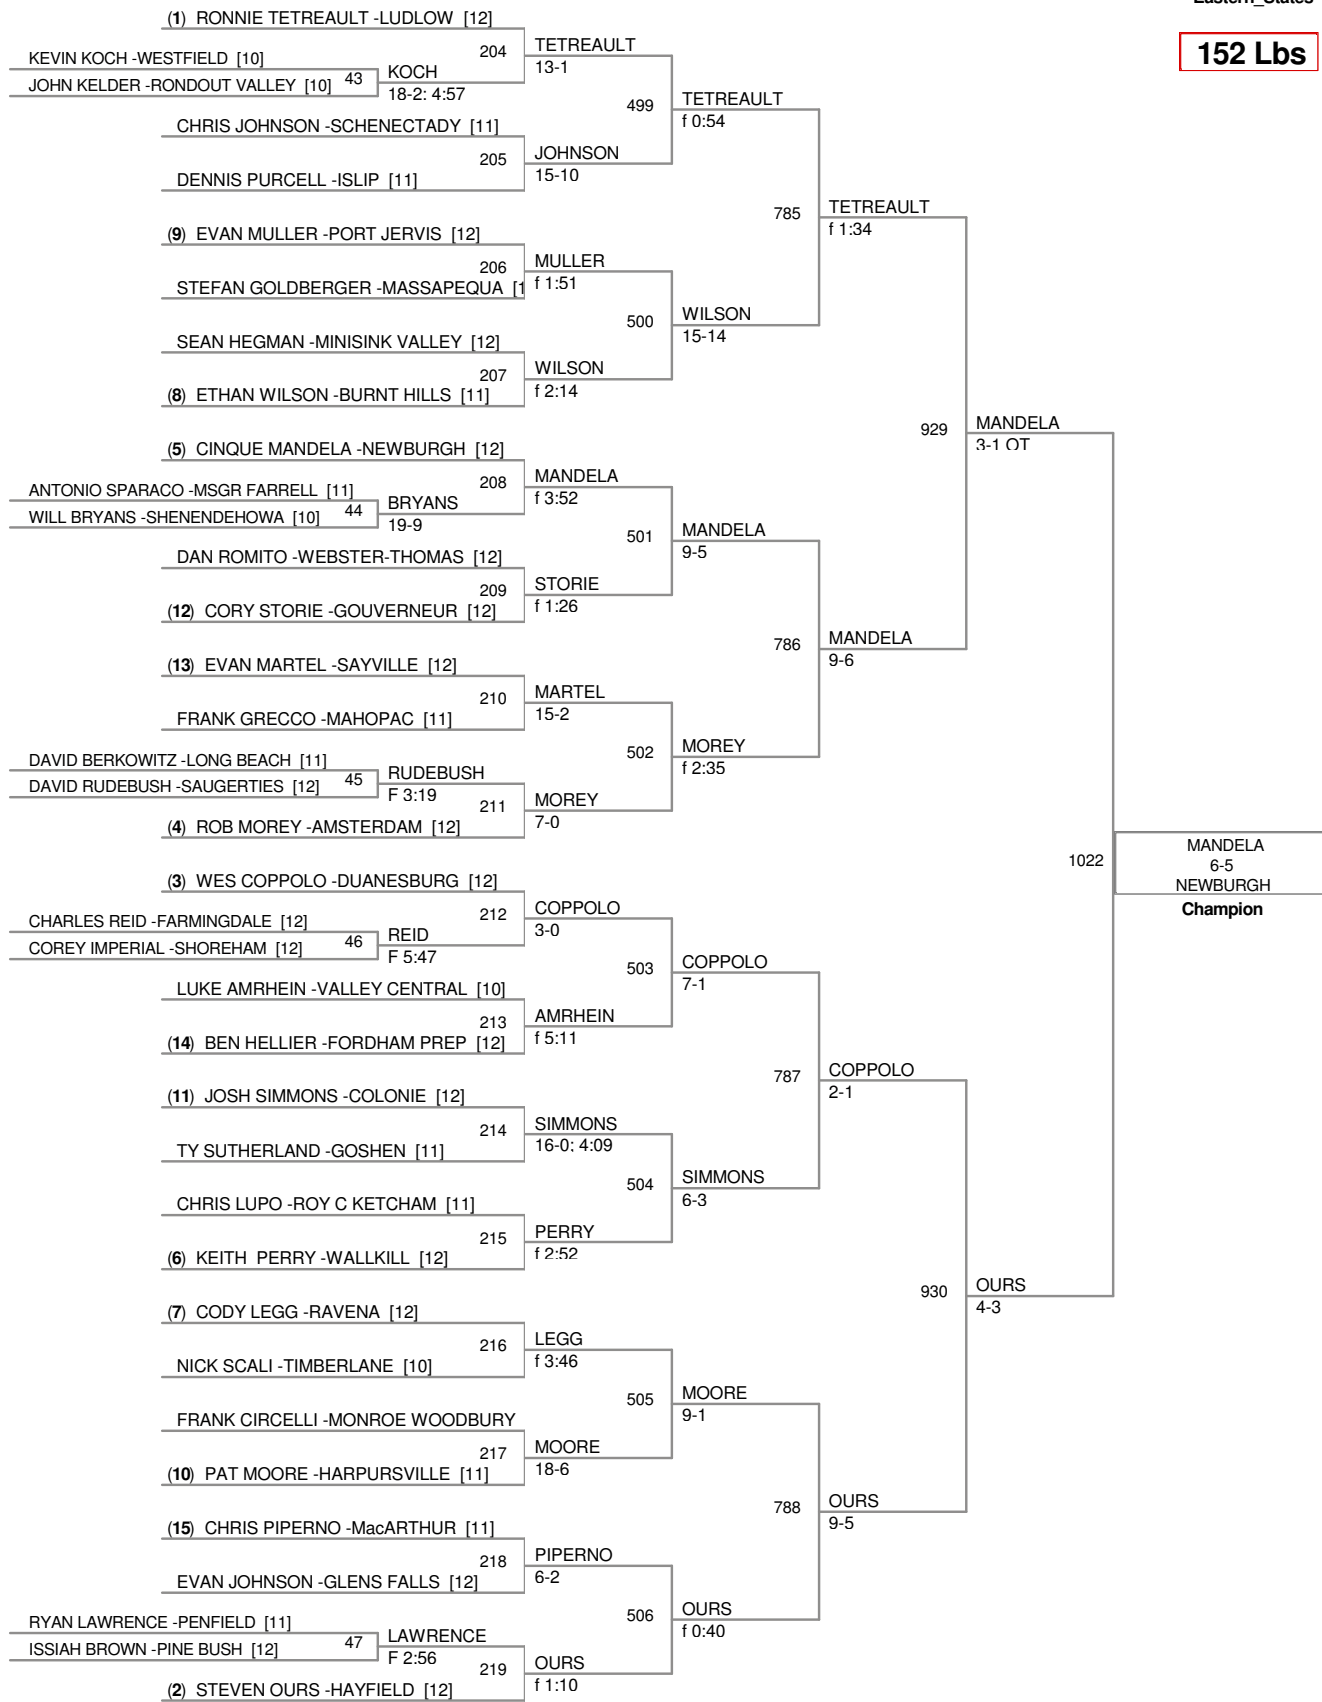 Eastern_States
152 Lbs
(1) RONNIE TETREAULT -LUDLOW [12]
204
TETREAULT
13-1
KEVIN KOCH -WESTFIELD [10]
43
KOCH
18-2; 4:57
JOHN KELDER -RONDOUT VALLEY [10]
499
TETREAULT
f 0:54
CHRIS JOHNSON -SCHENECTADY [11]
205
JOHNSON
15-10
DENNIS PURCELL -ISLIP [11]
785
TETREAULT
f 1:34
(9) EVAN MULLER -PORT JERVIS [12]
206
MULLER
f 1:51
STEFAN GOLDBERGER -MASSAPEQUA [1
500
WILSON
15-14
SEAN HEGMAN -MINISINK VALLEY [12]
207
WILSON
f 2:14
(8) ETHAN WILSON -BURNT HILLS [11]
929
MANDELA
3-1 OT
(5) CINQUE MANDELA -NEWBURGH [12]
208
MANDELA
f 3:52
ANTONIO SPARACO -MSGR FARRELL [11]
44
BRYANS
19-9
WILL BRYANS -SHENENDEHOWA [10]
501
MANDELA
9-5
DAN ROMITO -WEBSTER-THOMAS [12]
209
STORIE
f 1:26
(12) CORY STORIE -GOUVERNEUR [12]
786
MANDELA
9-6
(13) EVAN MARTEL -SAYVILLE [12]
210
MARTEL
15-2
FRANK GRECCO -MAHOPAC [11]
502
MOREY
f 2:35
DAVID BERKOWITZ -LONG BEACH [11]
45
RUDEBUSH
F 3:19
DAVID RUDEBUSH -SAUGERTIES [12]
211
MOREY
7-0
(4) ROB MOREY -AMSTERDAM [12]
1022
MANDELA
6-5
NEWBURGH
Champion
(3) WES COPPOLO -DUANESBURG [12]
212
COPPOLO
3-0
CHARLES REID -FARMINGDALE [12]
46
REID
F 5:47
COREY IMPERIAL -SHOREHAM [12]
503
COPPOLO
7-1
LUKE AMRHEIN -VALLEY CENTRAL [10]
213
AMRHEIN
f 5:11
(14) BEN HELLIER -FORDHAM PREP [12]
787
COPPOLO
2-1
(11) JOSH SIMMONS -COLONIE [12]
214
SIMMONS
16-0; 4:09
TY SUTHERLAND -GOSHEN [11]
504
SIMMONS
6-3
CHRIS LUPO -ROY C KETCHAM [11]
215
PERRY
f 2:52
(6) KEITH PERRY -WALLKILL [12]
930
OURS
4-3
(7) CODY LEGG -RAVENA [12]
216
LEGG
f 3:46
NICK SCALI -TIMBERLANE [10]
505
MOORE
9-1
FRANK CIRCELLI -MONROE WOODBURY
217
MOORE
18-6
(10) PAT MOORE -HARPURSVILLE [11]
788
OURS
9-5
(15) CHRIS PIPERNO -MacARTHUR [11]
218
PIPERNO
6-2
EVAN JOHNSON -GLENS FALLS [12]
506
OURS
f 0:40
RYAN LAWRENCE -PENFIELD [11]
47
LAWRENCE
F 2:56
ISSIAH BROWN -PINE BUSH [12]
219
OURS
f 1:10
(2) STEVEN OURS -HAYFIELD [12]